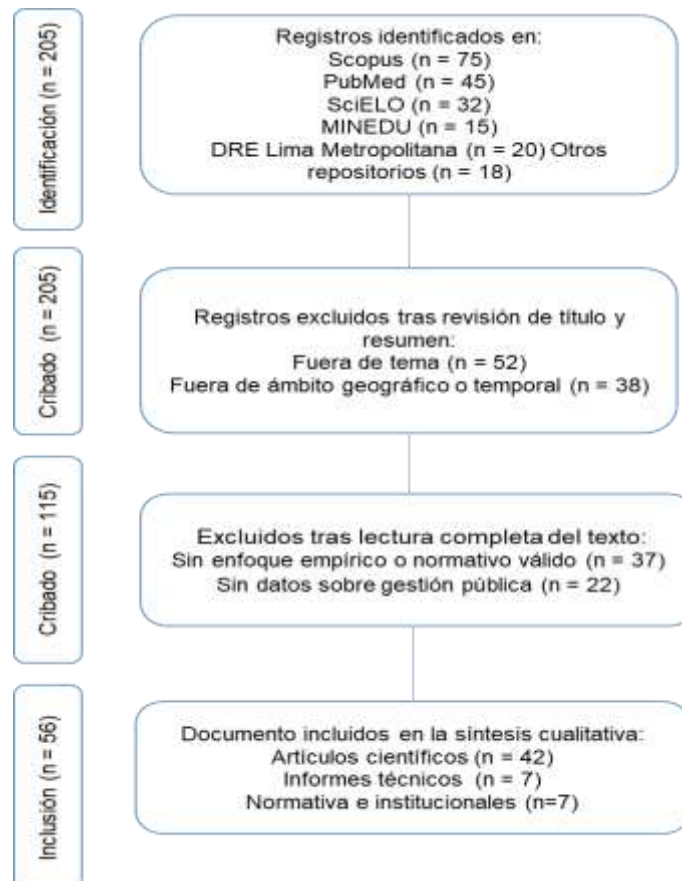 Identificación (n = 205)
Registros identificados en:
Scopus (n = 75)
PubMed (n = 45)
SciELO (n = 32)
MINEDU (n = 15)
DRE Lima Metropolitana (n = 20) Otros
repositorios (n = 18)
Cribado (n = 205)
Registros excluidos tras revisión de título y
resumen:
Fuera de tema (n = 52)
Fuera de ámbito geográfico o temporal (n = 38)
Cribado (n = 115)
Excluidos tras lectura completa del texto:
Sin enfoque empírico o normativo válido (n = 37)
Sin datos sobre gestión pública (n = 22)
Inclusión (n = 56)
Documento incluidos en la síntesis cualitativa:
Artículos científicos (n = 42)
Informes técnicos (n = 7)
Normativa e institucionales (n=7)